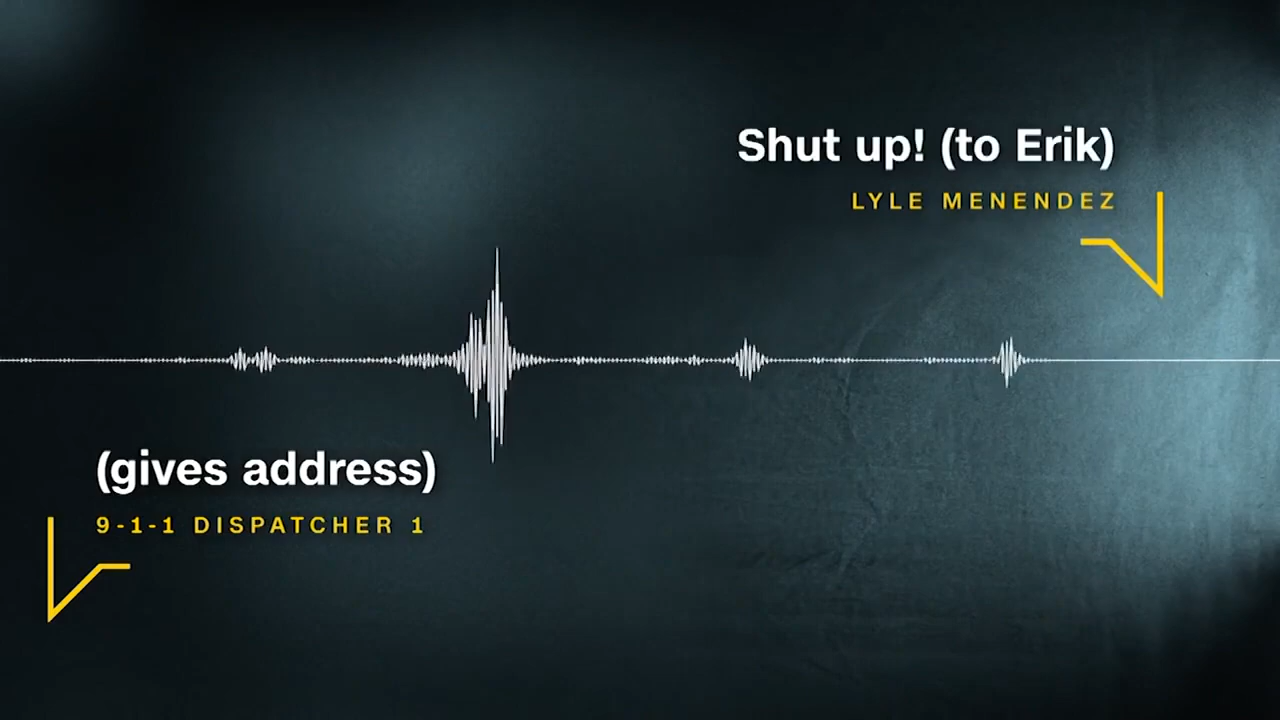 Shut up! (to Erik)
LYLE MENENDEZ
(gives address)
9-1-1 DISPATCHER 1